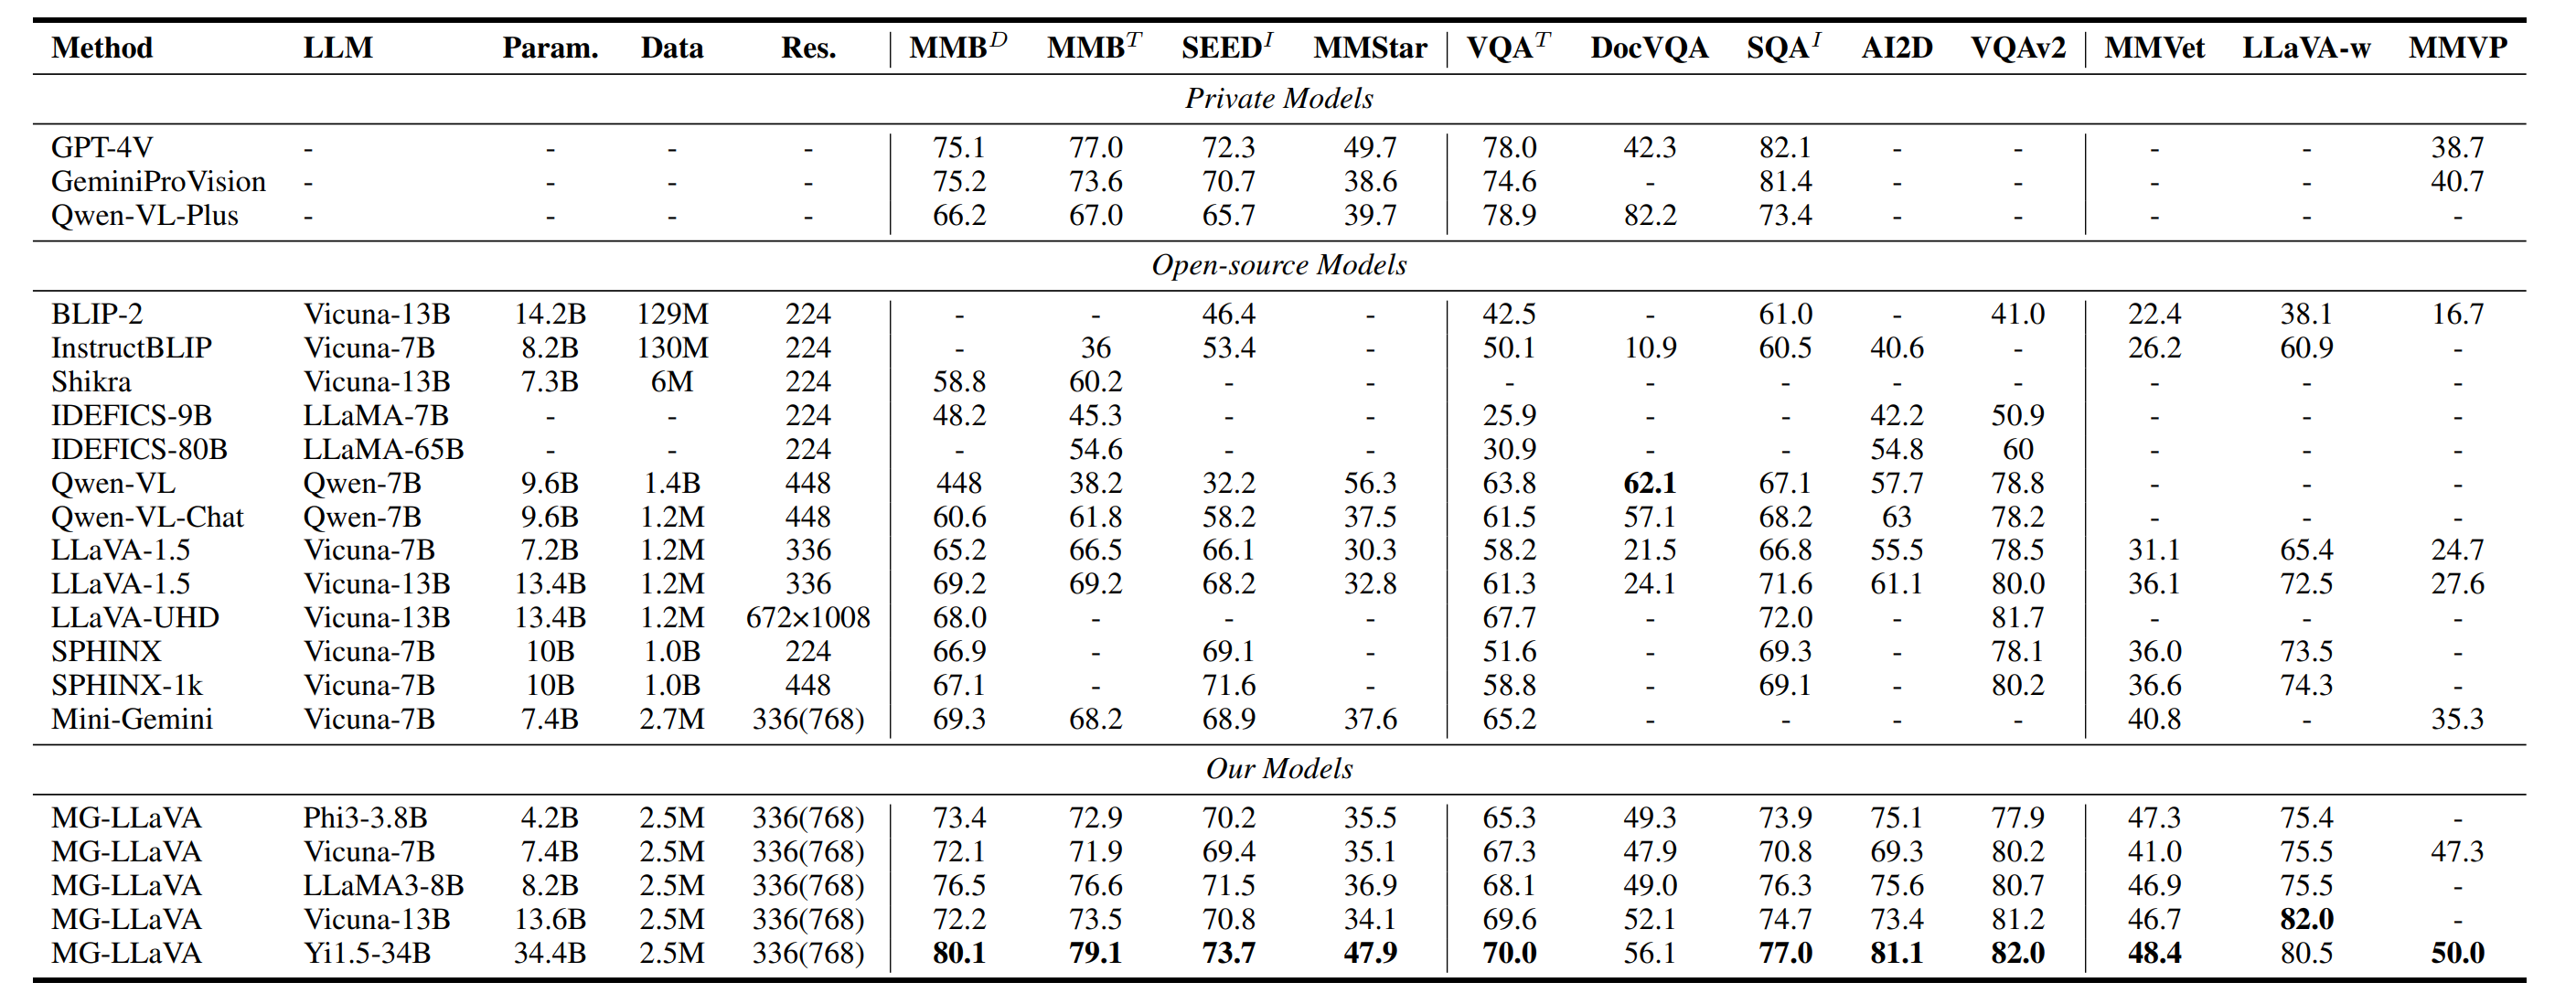 Method LLM Param. Data Res. MMB^D MMB^T SEED^I MMStar VQA^T DocVQA SQA^I AI2D VQAv2 MMVet LLaVA-w MMVP
Private Models
GPT-4V - - - - 75.1 77.0 72.3 49.7 78.0 42.3 82.1 - - - - 38.7
GeminiProVision - - - - 75.2 73.6 70.7 38.6 74.6 - 81.4 - - - - 40.7
Qwen-VL-Plus - - - - 66.2 67.0 65.7 39.7 78.9 82.2 73.4 - - - - -
Open-source Models
BLIP-2 Vicuna-13B 14.2B 129M 224 - - 46.4 - 42.5 - 61.0 - 41.0 22.4 38.1 16.7
InstructBLIP Vicuna-7B 8.2B 130M 224 - 36 53.4 - 50.1 10.9 60.5 40.6 - 26.2 60.9 -
Shikra Vicuna-13B 7.3B 6M 224 58.8 60.2 - - - - - - - - - -
IDEFICS-9B LLaMA-7B - - 224 48.2 45.3 - - 25.9 - - 42.2 50.9 - - -
IDEFICS-80B LLaMA-65B - - 224 - 54.6 - - 30.9 - - 54.8 60 - - -
Qwen-VL Qwen-7B 9.6B 1.4B 448 448 38.2 32.2 56.3 63.8 62.1 67.1 57.7 78.8 - - -
Qwen-VL-Chat Qwen-7B 9.6B 1.2M 448 60.6 61.8 58.2 37.5 61.5 57.1 68.2 63 78.2 - - -
LLaVA-1.5 Vicuna-7B 7.2B 1.2M 336 65.2 66.5 66.1 30.3 58.2 21.5 66.8 55.5 78.5 31.1 65.4 24.7
LLaVA-1.5 Vicuna-13B 13.4B 1.2M 336 69.2 69.2 68.2 32.8 61.3 24.1 71.6 61.1 80.0 36.1 72.5 27.6
LLaVA-UHD Vicuna-13B 13.4B 1.2M 672×1008 68.0 - - - 67.7 - 72.0 - 81.7 - - -
SPHINX Vicuna-7B 10B 1.0B 224 66.9 - 69.1 - 51.6 - 69.3 - 78.1 36.0 73.5 -
SPHINX-1k Vicuna-7B 10B 1.0B 448 67.1 - 71.6 - 58.8 - 69.1 - 80.2 36.6 74.3 -
Mini-Gemini Vicuna-7B 7.4B 2.7M 336(768) 69.3 68.2 68.9 37.6 65.2 - - - - 40.8 - 35.3
Our Models
MG-LLaVA Phi3-3.8B 4.2B 2.5M 336(768) 73.4 72.9 70.2 35.5 65.3 49.3 73.9 75.1 77.9 47.3 75.4 -
MG-LLaVA Vicuna-7B 7.4B 2.5M 336(768) 72.1 71.9 69.4 35.1 67.3 47.9 70.8 69.3 80.2 41.0 75.5 47.3
MG-LLaVA LLaMA3-8B 8.2B 2.5M 336(768) 76.5 76.6 71.5 36.9 68.1 49.0 76.3 75.6 80.7 46.9 75.5 -
MG-LLaVA Vicuna-13B 13.6B 2.5M 336(768) 72.2 73.5 70.8 34.1 69.6 52.1 74.7 73.4 81.2 46.7 82.0 -
MG-LLaVA Yi1.5-34B 34.4B 2.5M 336(768) 80.1 79.1 73.7 47.9 70.0 56.1 77.0 81.1 82.0 48.4 80.5 50.0